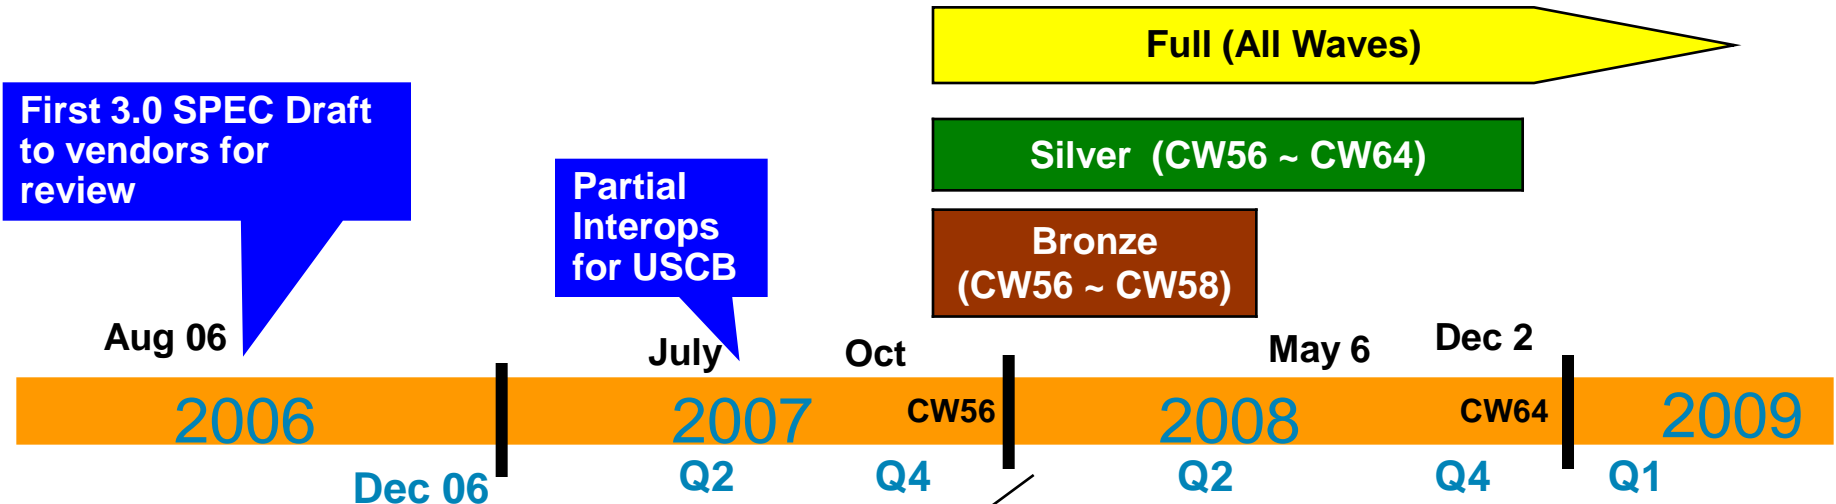 Full (All Waves)
First 3.0 SPEC Draft
to vendors for
review
Silver (CW56 ~ CW64)
Partial
Interops
for USCB
Bronze
(CW56 ~ CW58)
Aug 06
July
Oct
May 6
Dec 2
2006
2007
CW56
2008
CW64
2009
Dec 06
Q2
Q4
Q2
Q4
Q1